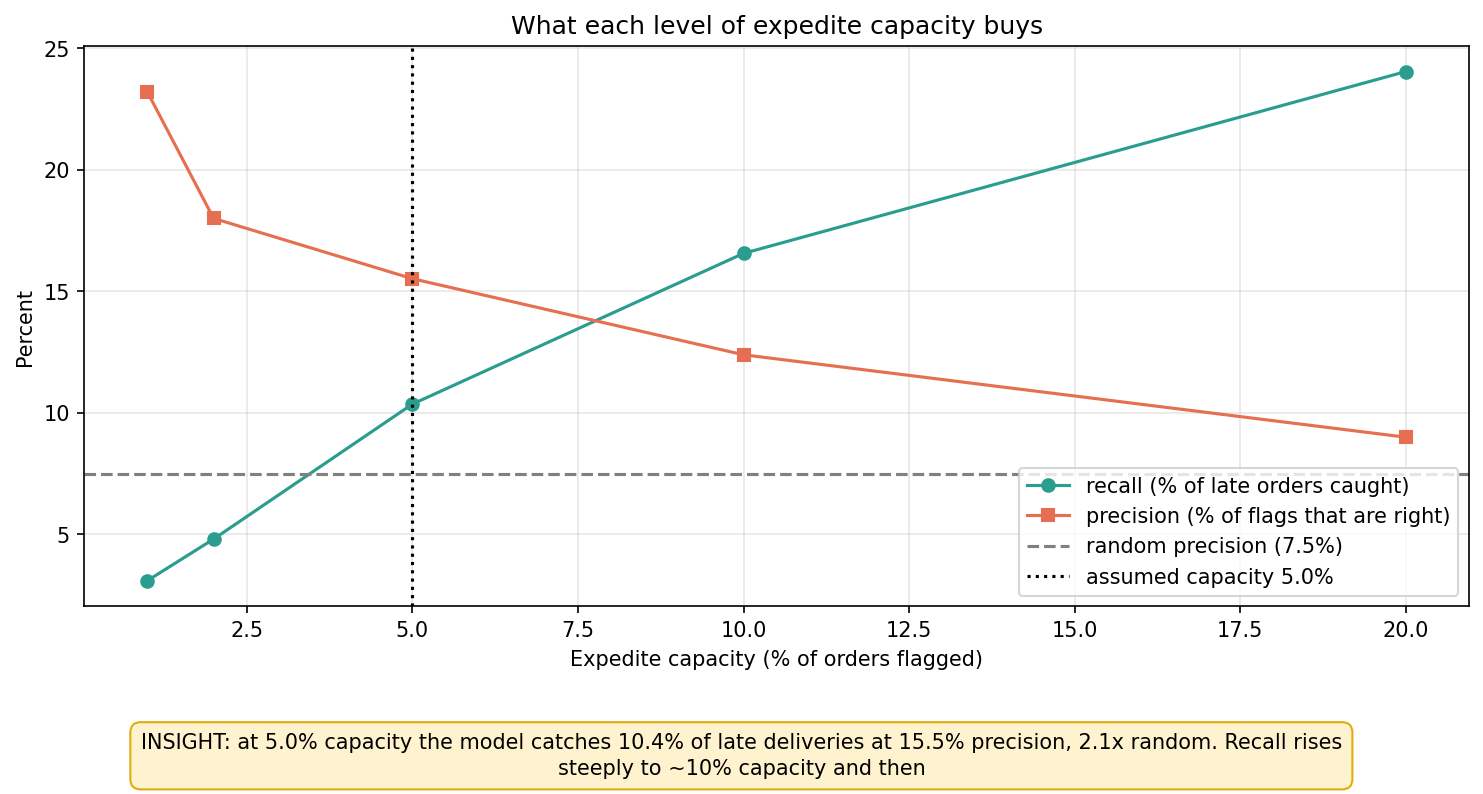 What each level of expedite capacity buys
25
20
15
10
5
Percent
2.5
5.0
7.5
10.0
12.5
15.0
17.5
20.0
Expedite capacity (% of orders flagged)
recall (% of late orders caught)
precision (% of flags that are right)
random precision (7.5%)
assumed capacity 5.0%
INSIGHT: at 5.0% capacity the model catches 10.4% of late deliveries at 15.5% precision, 2.1x random. Recall rises
steeply to ~10% capacity and then